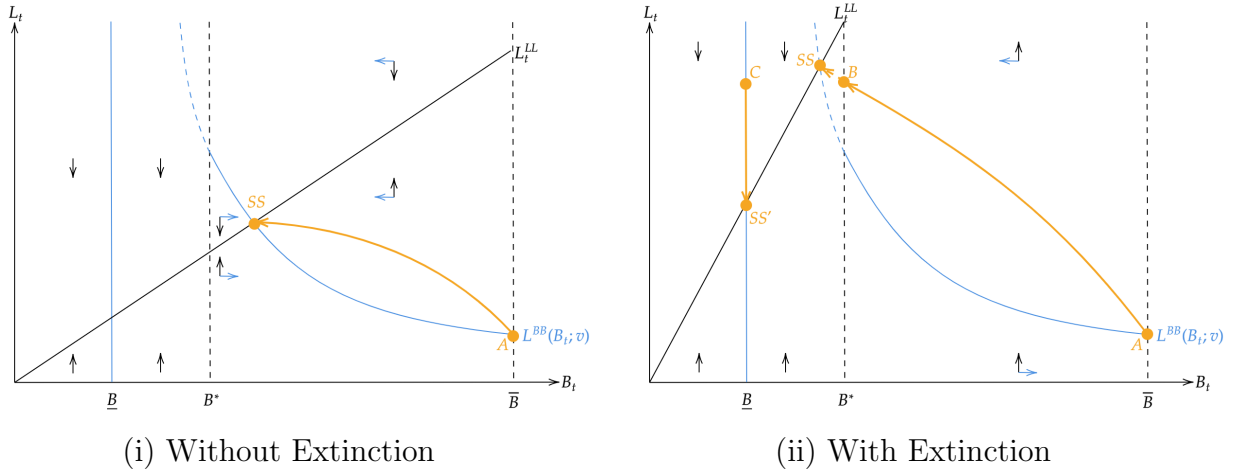 L_t
L_t^{LL}
SS
L^{BB}(B_t; v)
A
B_t
B
B*
B̅
(i) Without Extinction
L_t
L_t^{LL}
SS
C
B
SS′
L^{BB}(B_t; v)
A
B_t
B
B*
B̅
(ii) With Extinction